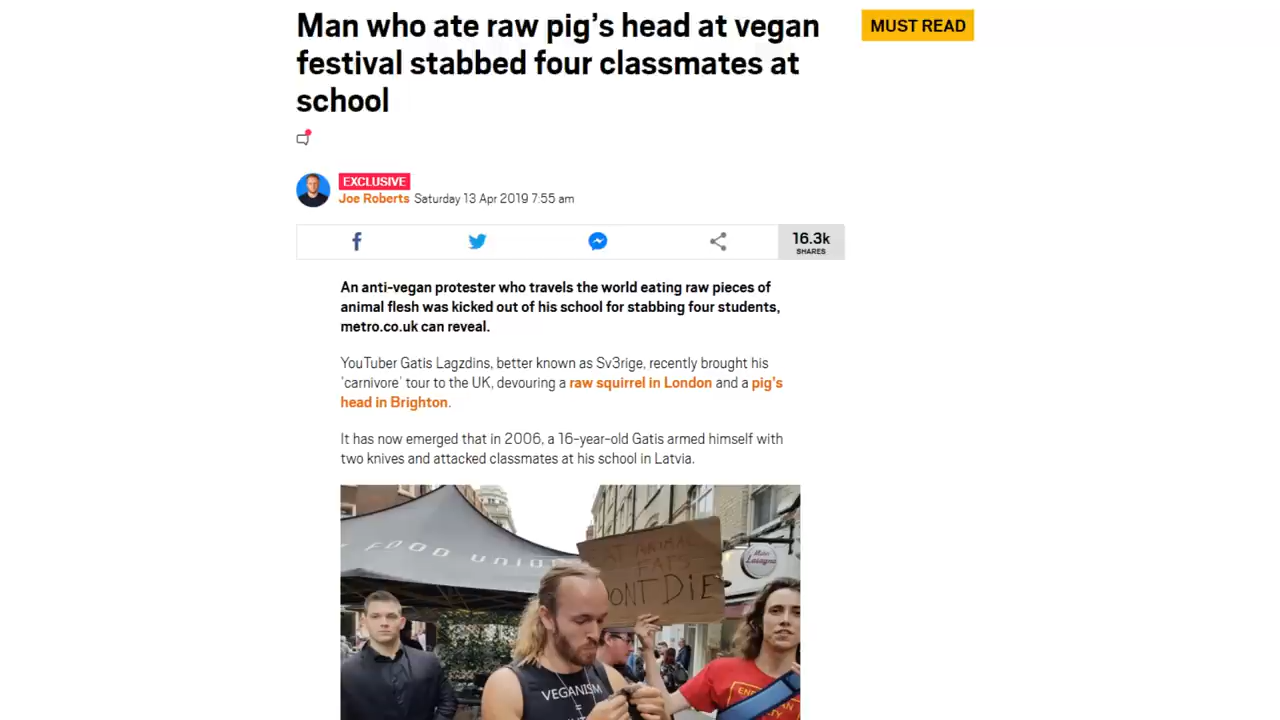 Man who ate raw pig's head at vegan
festival stabbed four classmates at
school
MUST READ
EXCLUSIVE
Joe Roberts Saturday 13 Apr 2019 7:55 am
16.3k
SHARES
An anti-vegan protester who travels the world eating raw pieces of
animal flesh was kicked out of his school for stabbing four students,
metro.co.uk can reveal.
YouTuber Gatis Lagzdins, better known as Sv3rige, recently brought his
'carnivore' tour to the UK, devouring a raw squirrel in London and a pig's
head in Brighton.
It has now emerged that in 2006, a 16-year-old Gatis armed himself with
two knives and attacked classmates at his school in Latvia.
FOOD UNION
AT ANIMAL
FATS
DONT DIE
Lasagna
VEGANISM
=